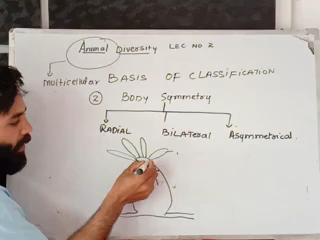 Animal Diversity LEC NO 2
Multicellular BASIS OF CLASSIFICATION
② BODY Symmetry
RADIAL BILATERAL Asymmetrical.